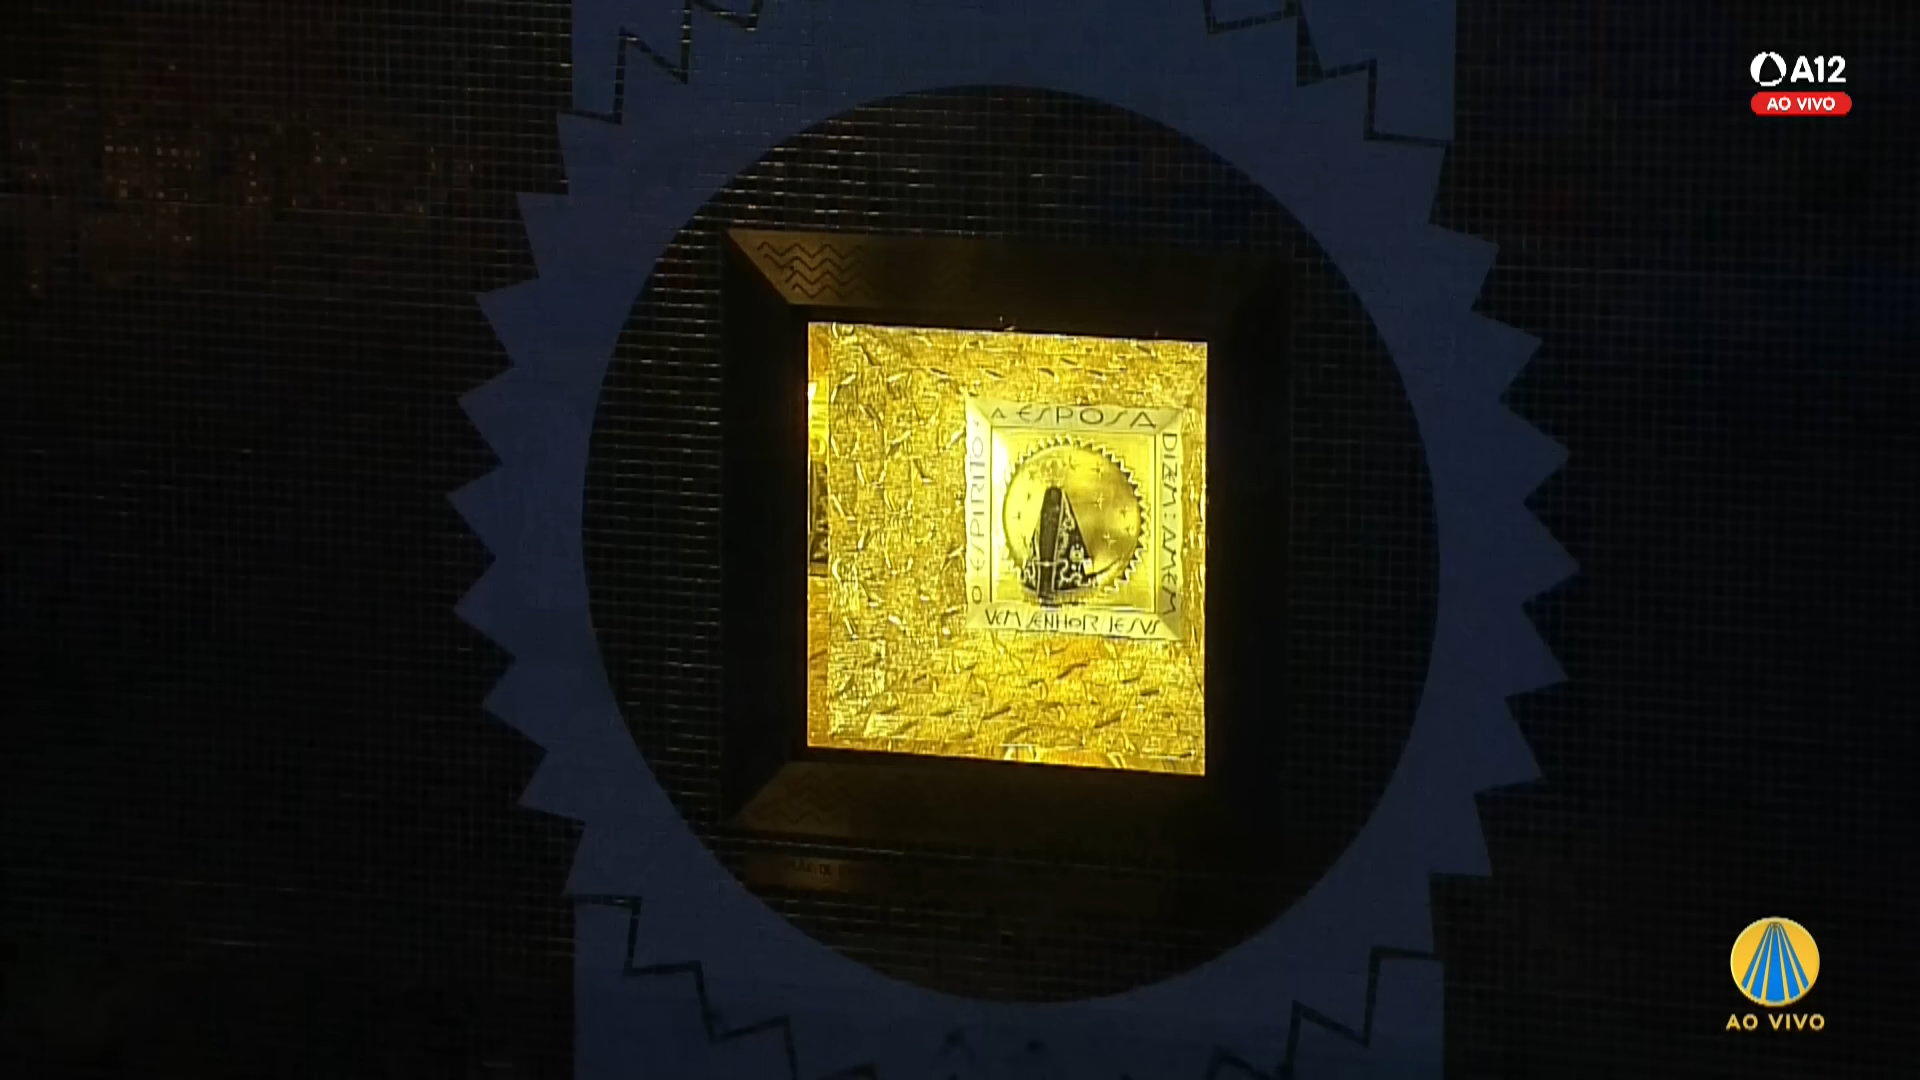 A12
AO VIVO
A ESPOSA
O ESPIRITO
DIZEM: AMEM
VEM SENHOR JESUS
AO VIVO